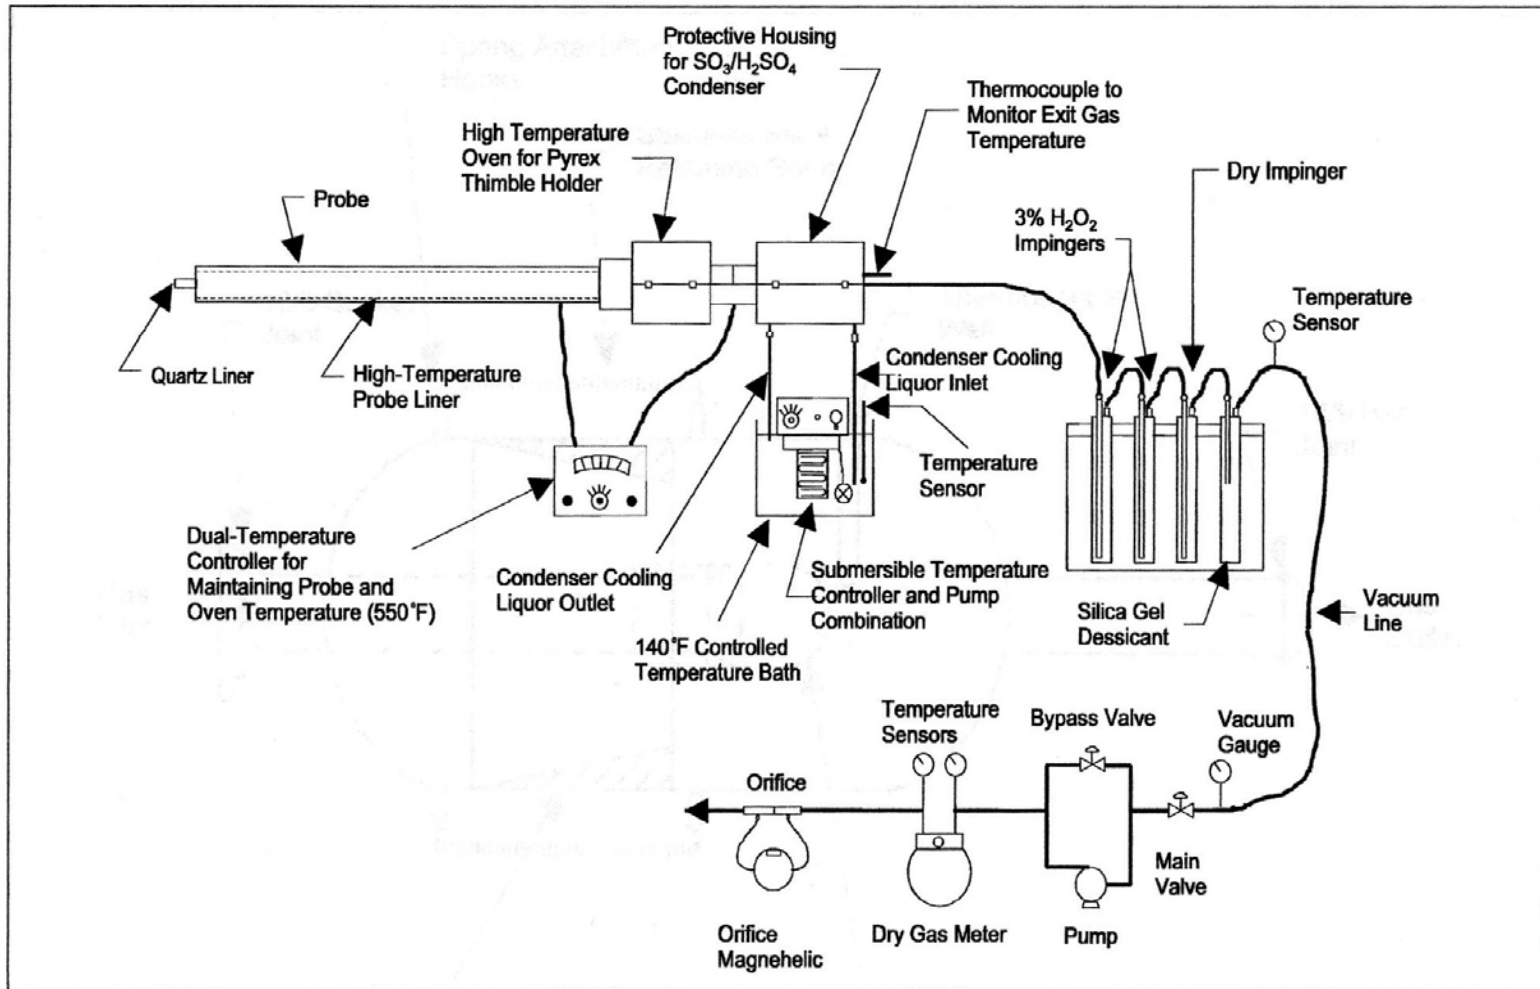 Protective Housing
for SO₃/H₂SO₄
Condenser
Thermocouple to
Monitor Exit Gas
Temperature
High Temperature
Oven for Pyrex
Thimble Holder
Dry Impinger
Probe
3% H₂O₂
Impingers
Temperature
Sensor
Quartz Liner
High-Temperature
Probe Liner
Condenser Cooling
Liquor Inlet
Temperature
Sensor
Dual-Temperature
Controller for
Maintaining Probe and
Oven Temperature (550°F)
Condenser Cooling
Liquor Outlet
Submersible Temperature
Controller and Pump
Combination
Silica Gel
Dessicant
Vacuum
Line
140°F Controlled
Temperature Bath
Temperature
Sensors
Bypass Valve
Vacuum
Gauge
Orifice
Main
Valve
Orifice
Magnehelic
Dry Gas Meter
Pump